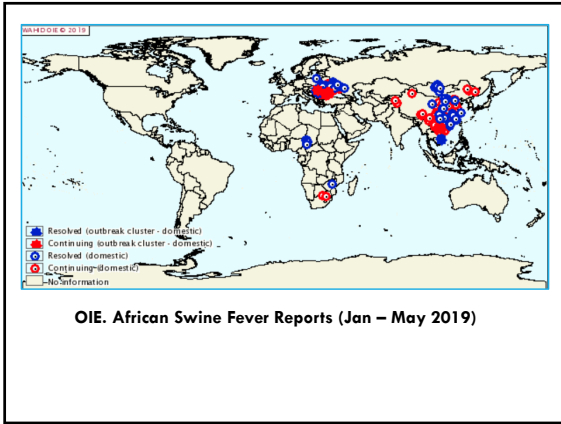 WAHID OIE © 2019
Resolved (outbreak cluster - domestic)
Continuing (outbreak cluster - domestic)
Resolved (domestic)
Continuing (domestic)
No information
OIE. African Swine Fever Reports (Jan – May 2019)